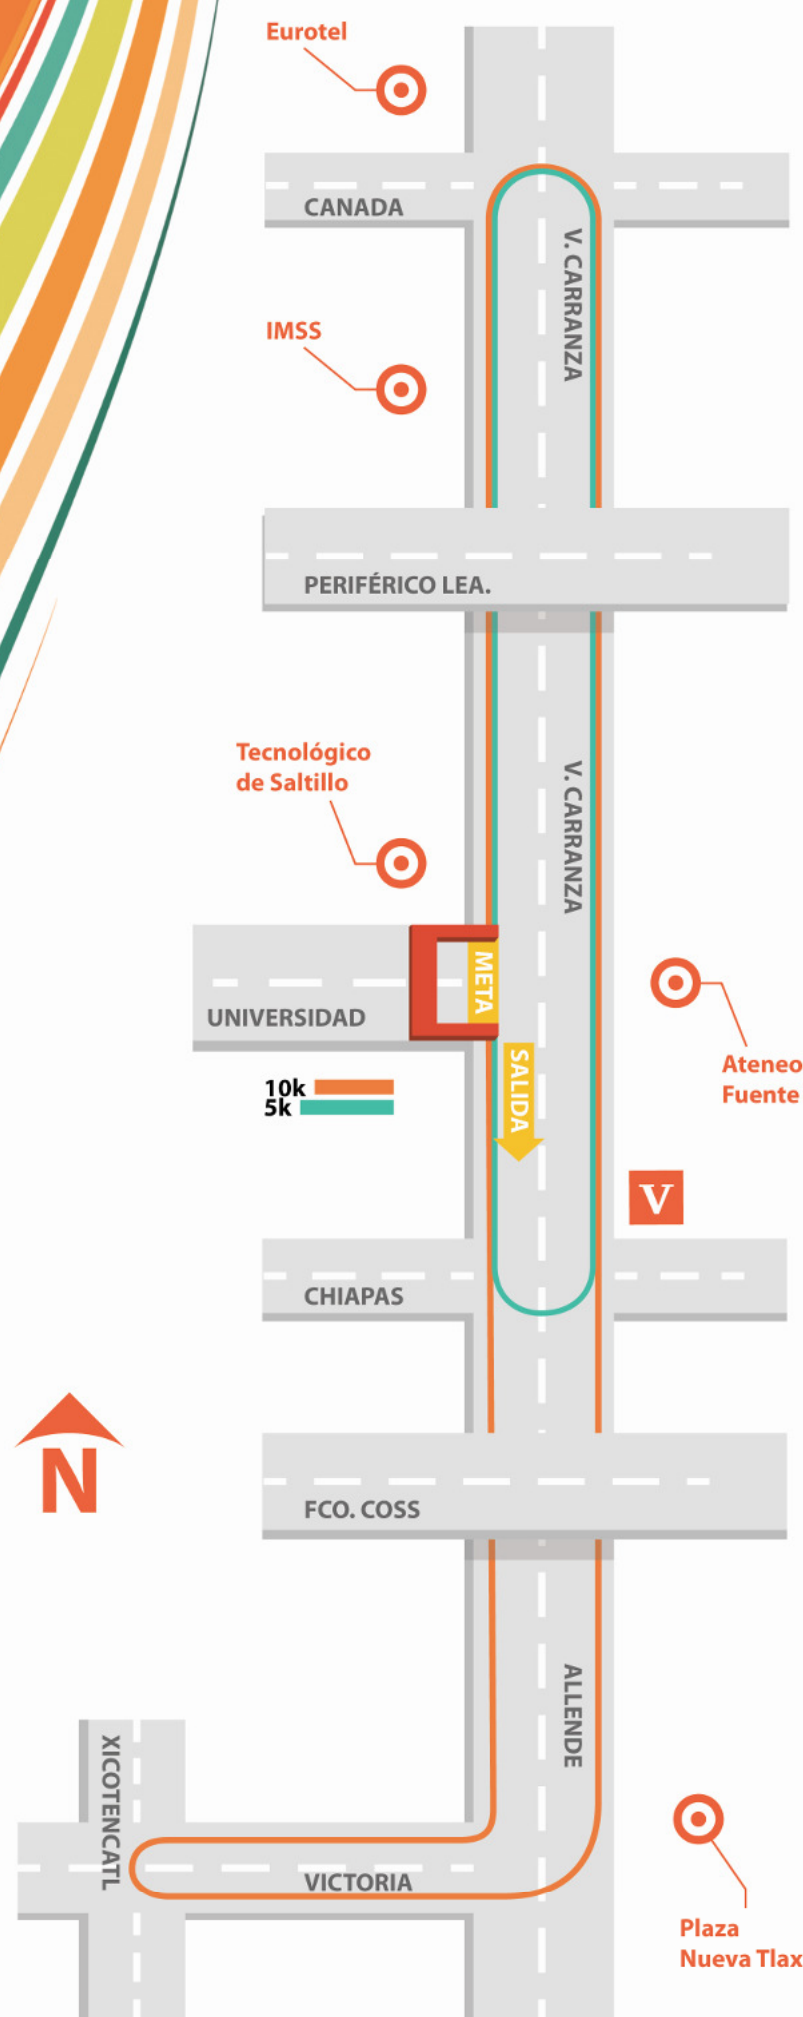 Eurotel
CANADA
V. CARRANZA
IMSS
PERIFÉRICO LEA.
Tecnológico
de Saltillo
V. CARRANZA
META
UNIVERSIDAD
Ateneo
Fuente
SALIDA
10k
5k
V
CHIAPAS
N
FCO. COSS
ALLENDE
XICOTENCATL
VICTORIA
Plaza
Nueva Tlax